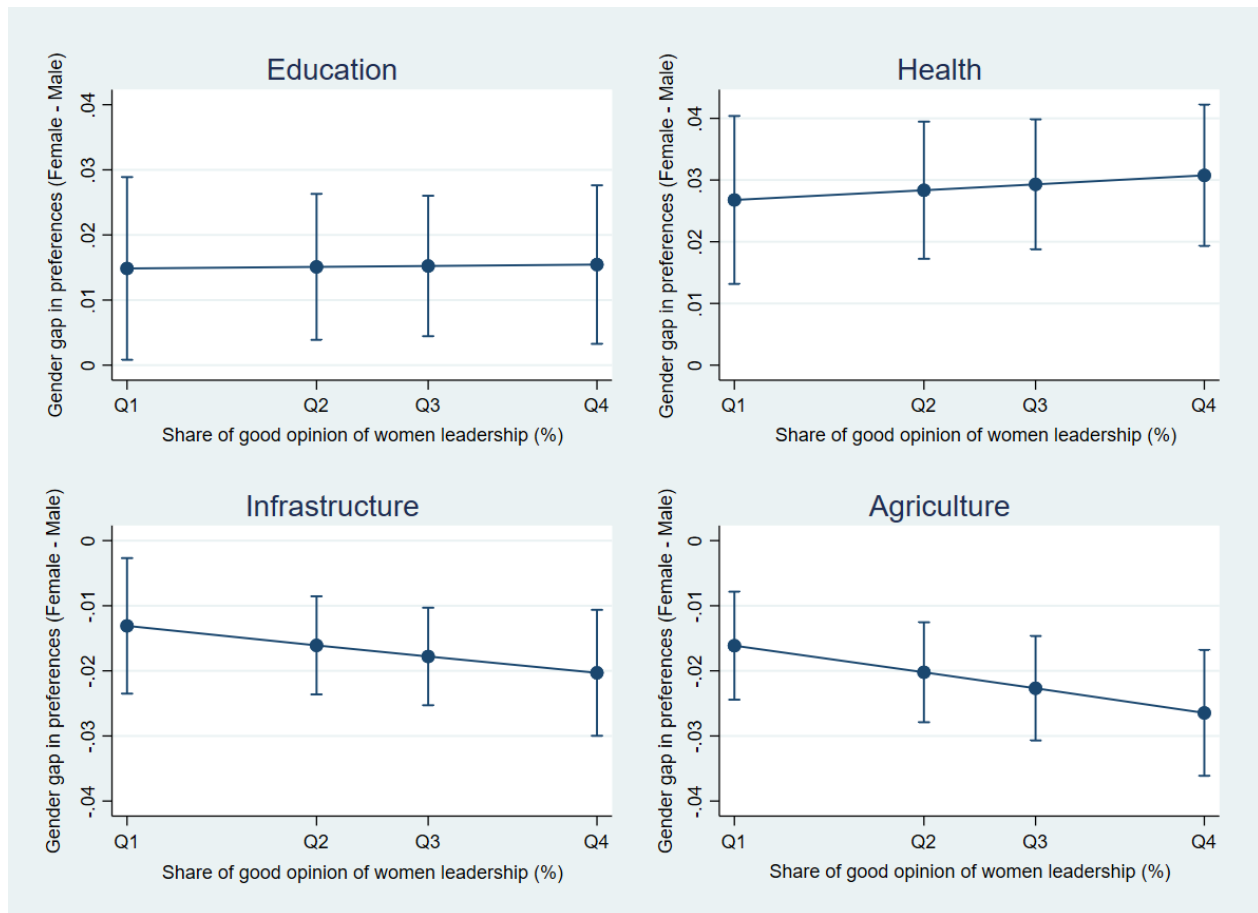 Education
Gender gap in preferences (Female - Male)
.04
.03
.02
.01
0
Q1 Q2 Q3 Q4
Share of good opinion of women leadership (%)
Health
Gender gap in preferences (Female - Male)
.04
.03
.02
.01
0
Q1 Q2 Q3 Q4
Share of good opinion of women leadership (%)
Infrastructure
Gender gap in preferences (Female - Male)
0
-.01
-.02
-.03
-.04
Q1 Q2 Q3 Q4
Share of good opinion of women leadership (%)
Agriculture
Gender gap in preferences (Female - Male)
0
-.01
-.02
-.03
-.04
Q1 Q2 Q3 Q4
Share of good opinion of women leadership (%)